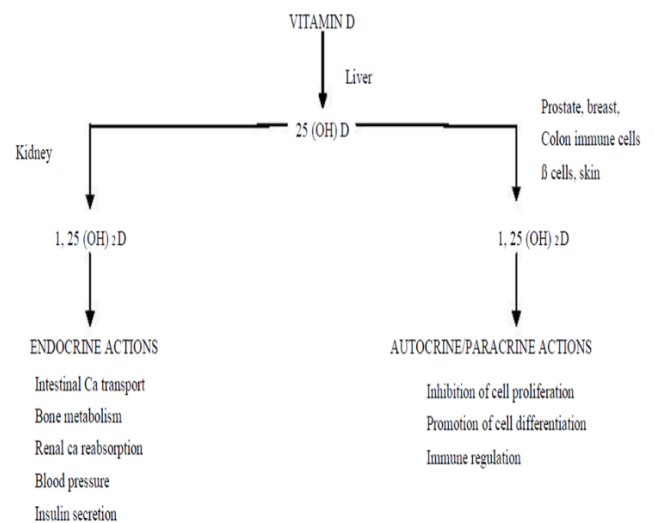 VITAMIN D
Liver
25 (OH) D
Kidney
Prostate, breast,
Colon immune cells
ß cells, skin
1, 25 (OH) 2D
1, 25 (OH) 2D
ENDOCRINE ACTIONS
Intestinal Ca transport
Bone metabolism
Renal ca reabsorption
Blood pressure
Insulin secretion
AUTOCRINE/PARACRINE ACTIONS
Inhibition of cell proliferation
Promotion of cell differentiation
Immune regulation